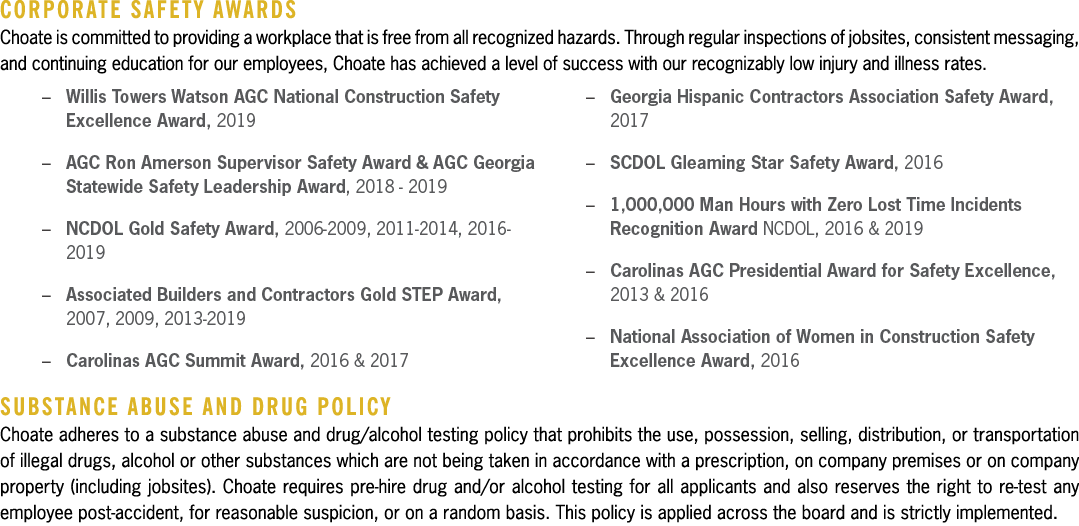 CORPORATE SAFETY AWARDS
Choate is committed to providing a workplace that is free from all recognized hazards. Through regular inspections of jobsites, consistent messaging,
and continuing education for our employees, Choate has achieved a level of success with our recognizably low injury and illness rates.
– Willis Towers Watson AGC National Construction Safety
Excellence Award, 2019
– AGC Ron Amerson Supervisor Safety Award & AGC Georgia
Statewide Safety Leadership Award, 2018 - 2019
– NCDOL Gold Safety Award, 2006-2009, 2011-2014, 2016-
2019
– Associated Builders and Contractors Gold STEP Award,
2007, 2009, 2013-2019
– Carolinas AGC Summit Award, 2016 & 2017
– Georgia Hispanic Contractors Association Safety Award,
2017
– SCDOL Gleaming Star Safety Award, 2016
– 1,000,000 Man Hours with Zero Lost Time Incidents
Recognition Award NCDOL, 2016 & 2019
– Carolinas AGC Presidential Award for Safety Excellence,
2013 & 2016
– National Association of Women in Construction Safety
Excellence Award, 2016
SUBSTANCE ABUSE AND DRUG POLICY
Choate adheres to a substance abuse and drug/alcohol testing policy that prohibits the use, possession, selling, distribution, or transportation
of illegal drugs, alcohol or other substances which are not being taken in accordance with a prescription, on company premises or on company
property (including jobsites). Choate requires pre-hire drug and/or alcohol testing for all applicants and also reserves the right to re-test any
employee post-accident, for reasonable suspicion, or on a random basis. This policy is applied across the board and is strictly implemented.